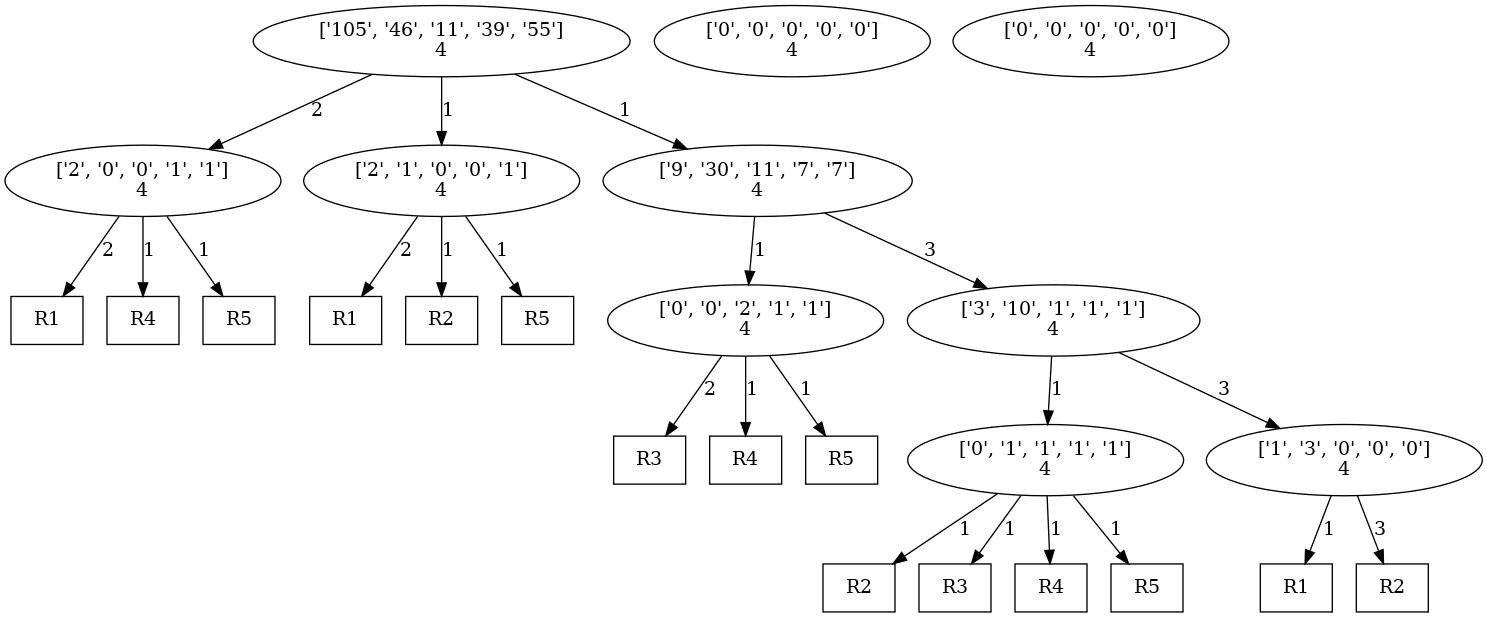 ['105', '46', '11', '39', '55']
4
['0', '0', '0', '0', '0']
4
['0', '0', '0', '0', '0']
4
2
1
1
['2', '0', '0', '1', '1']
4
['2', '1', '0', '0', '1']
4
['9', '30', '11', '7', '7']
4
2
1
1
2
1
1
1
3
R1
R4
R5
R1
R2
R5
['0', '0', '2', '1', '1']
4
['3', '10', '1', '1', '1']
4
2
1
1
1
3
R3
R4
R5
['0', '1', '1', '1', '1']
4
['1', '3', '0', '0', '0']
4
1
1
1
1
1
3
R2
R3
R4
R5
R1
R2